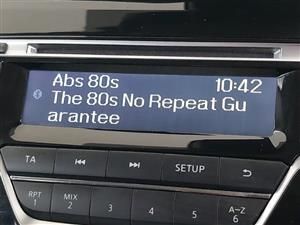 Abs 80s 10:42
The 80s No Repeat Gu
arantee
TA SETUP
RPT MIX A-Z
1 2 3 4 5 6